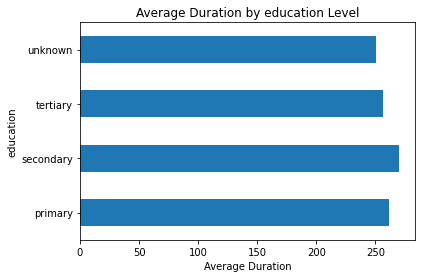 Average Duration by education Level
education
unknown
tertiary
secondary
primary
0 50 100 150 200 250
Average Duration